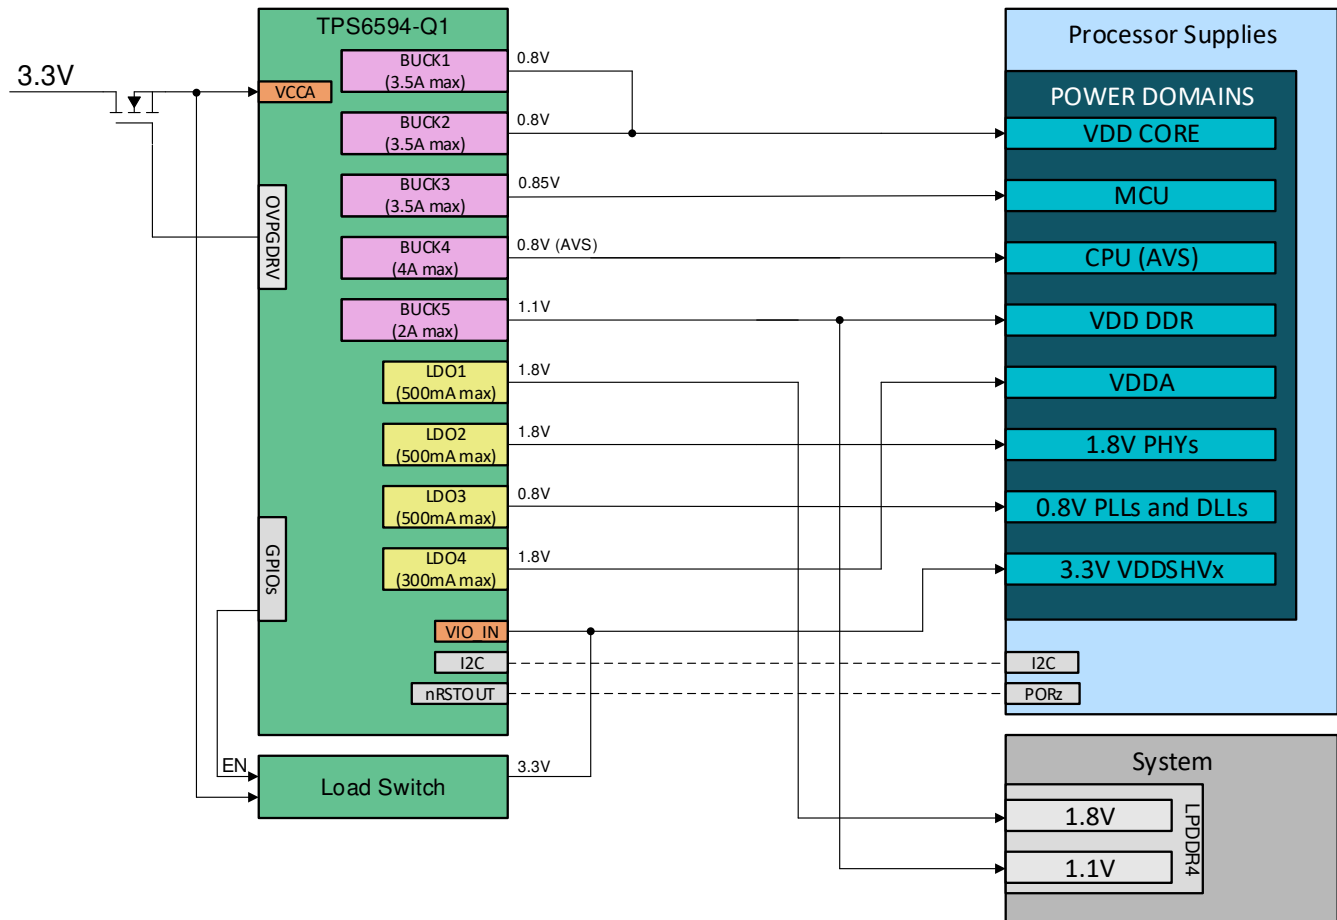 TPS6594-Q1
3.3V
VCCA
OVPGDRV
GPIOs
BUCK1
(3.5A max)
0.8V
BUCK2
(3.5A max)
0.8V
BUCK3
(3.5A max)
0.85V
BUCK4
(4A max)
0.8V (AVS)
BUCK5
(2A max)
1.1V
LDO1
(500mA max)
1.8V
LDO2
(500mA max)
1.8V
LDO3
(500mA max)
0.8V
LDO4
(300mA max)
1.8V
VIO_IN
I2C
nRSTOUT
EN
Load Switch
3.3V
Processor Supplies
POWER DOMAINS
VDD CORE
MCU
CPU (AVS)
VDD DDR
VDDA
1.8V PHYs
0.8V PLLs and DLLs
3.3V VDDSHVx
I2C
PORz
System
1.8V
1.1V
LPDDR4